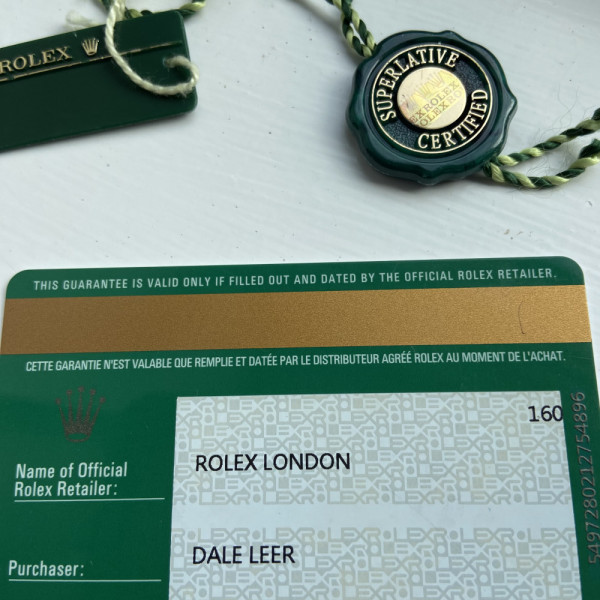 ROLEX
SUPERLATIVE
CERTIFIED
THIS GUARANTEE IS VALID ONLY IF FILLED OUT AND DATED BY THE OFFICIAL ROLEX RETAILER.
CETTE GARANTIE N'EST VALABLE QUE REMPLIE ET DATÉE PAR LE DISTRIBUTEUR AGRÉÉ ROLEX AU MOMENT DE L'ACHAT.
160
Name of Official
Rolex Retailer:
ROLEX LONDON
Purchaser:
DALE LEER
5497280212754896